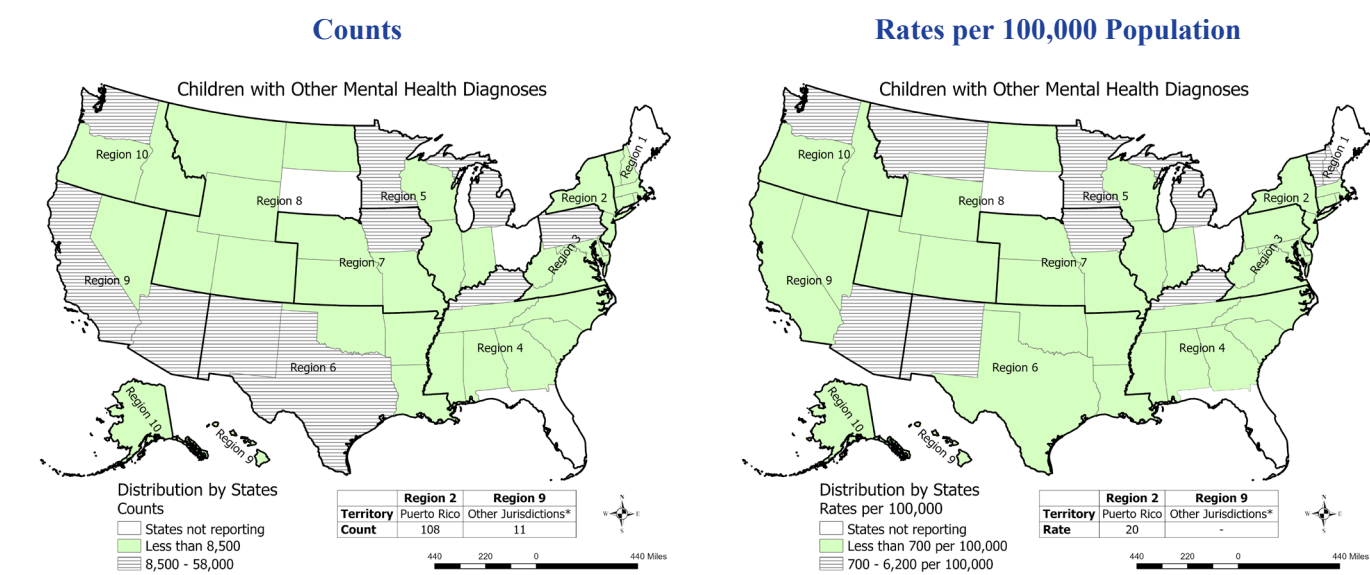 Counts
Children with Other Mental Health Diagnoses
Region 10
Region 8
Region 5
Region 1
Region 2
Region 3
Region 7
Region 9
Region 6
Region 4
Region 10
Region 9
Distribution by States
Counts
States not reporting
Less than 8,500
8,500 - 58,000
Region 2 Region 9
Territory Puerto Rico Other Jurisdictions*
Count 108 11
N
W E
S
440 220 0 440 Miles
Rates per 100,000 Population
Children with Other Mental Health Diagnoses
Region 10
Region 8
Region 5
Region 1
Region 2
Region 3
Region 7
Region 9
Region 6
Region 4
Region 10
Region 9
Distribution by States
Rates per 100,000
States not reporting
Less than 700 per 100,000
700 - 6,200 per 100,000
Region 2 Region 9
Territory Puerto Rico Other Jurisdictions*
Rate 20 -
N
W E
S
440 220 0 440 Miles